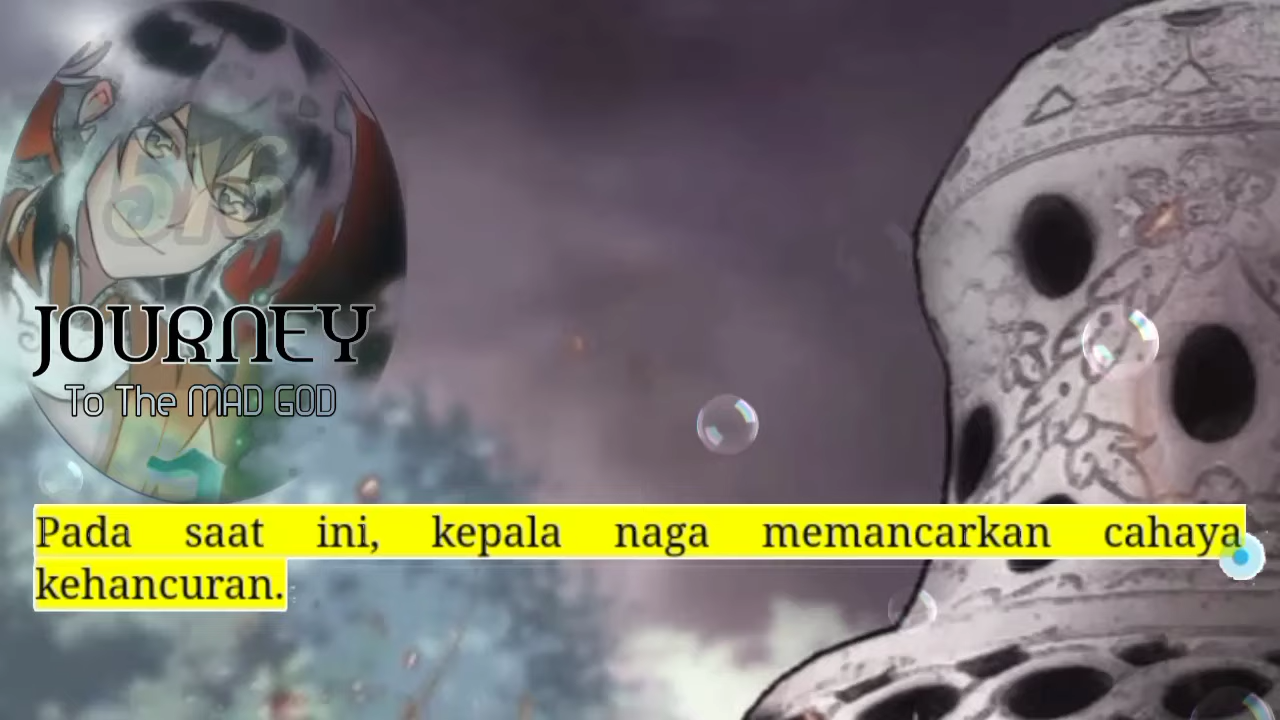 JOURNEY
To The MAD GOD
Pada saat ini, kepala naga memancarkan cahaya
kehancuran.